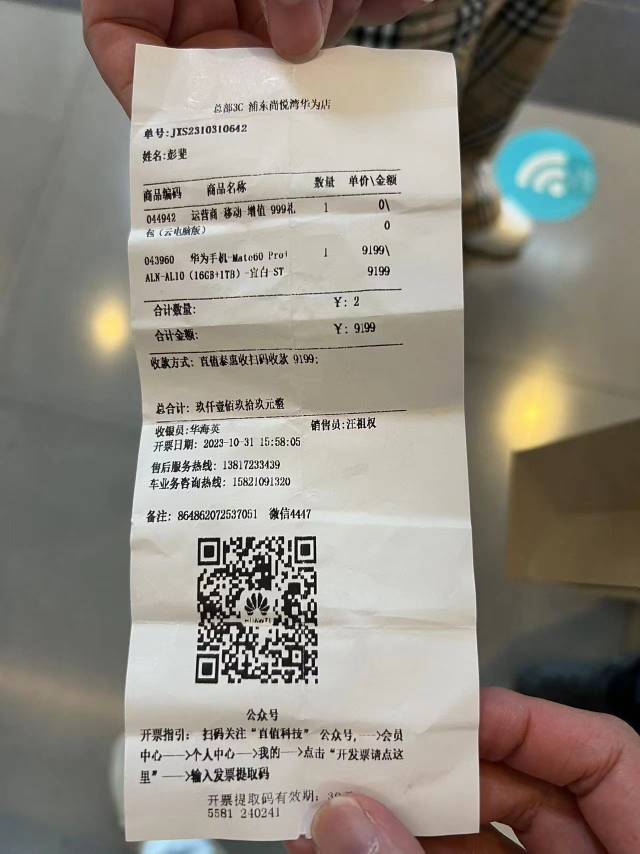 总部3C 浦东尚悦湾华为店
单号:JXS2310310642
姓名:彭斐
商品编码 商品名称 数量 单价\金额
044942 运营商-移动-增值-999礼 1 0\
包(云电脑版) 0
043960 华为手机-Mate60 Pro+ 1 9199\
ALN-AL10(16GB+1TB)-宣白-ST 9199
合计数量: ¥: 2
合计金额: ¥: 9199
收款方式: 直值泰惠收扫码收款 9199;
总合计: 玖仟壹佰玖拾玖元整
收银员:华海英 销售员:汪祖权
开票日期: 2023-10-31 15:58:05
售后服务热线: 13817233439
车业务咨询热线: 15821091320
备注: 864862072537051 微信4447
HUAWEI
公众号
开票指引: 扫码关注"直值科技" 公众号,-->会员
中心-->个人中心-->我的-->点击"开发票请点这
里"-->输入发票提取码
开票提取码有效期: 30
5581 240241